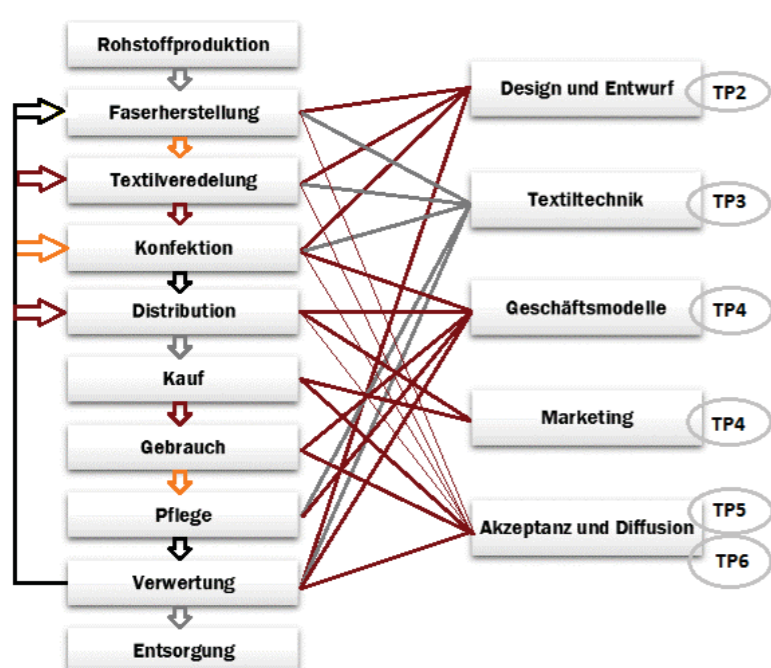 Rohstoffproduktion
Faserherstellung
Textilveredelung
Konfektion
Distribution
Kauf
Gebrauch
Pflege
Verwertung
Entsorgung
Design und Entwurf
TP2
Textiltechnik
TP3
Geschäftsmodelle
TP4
Marketing
TP4
Akzeptanz und Diffusion
TP5
TP6